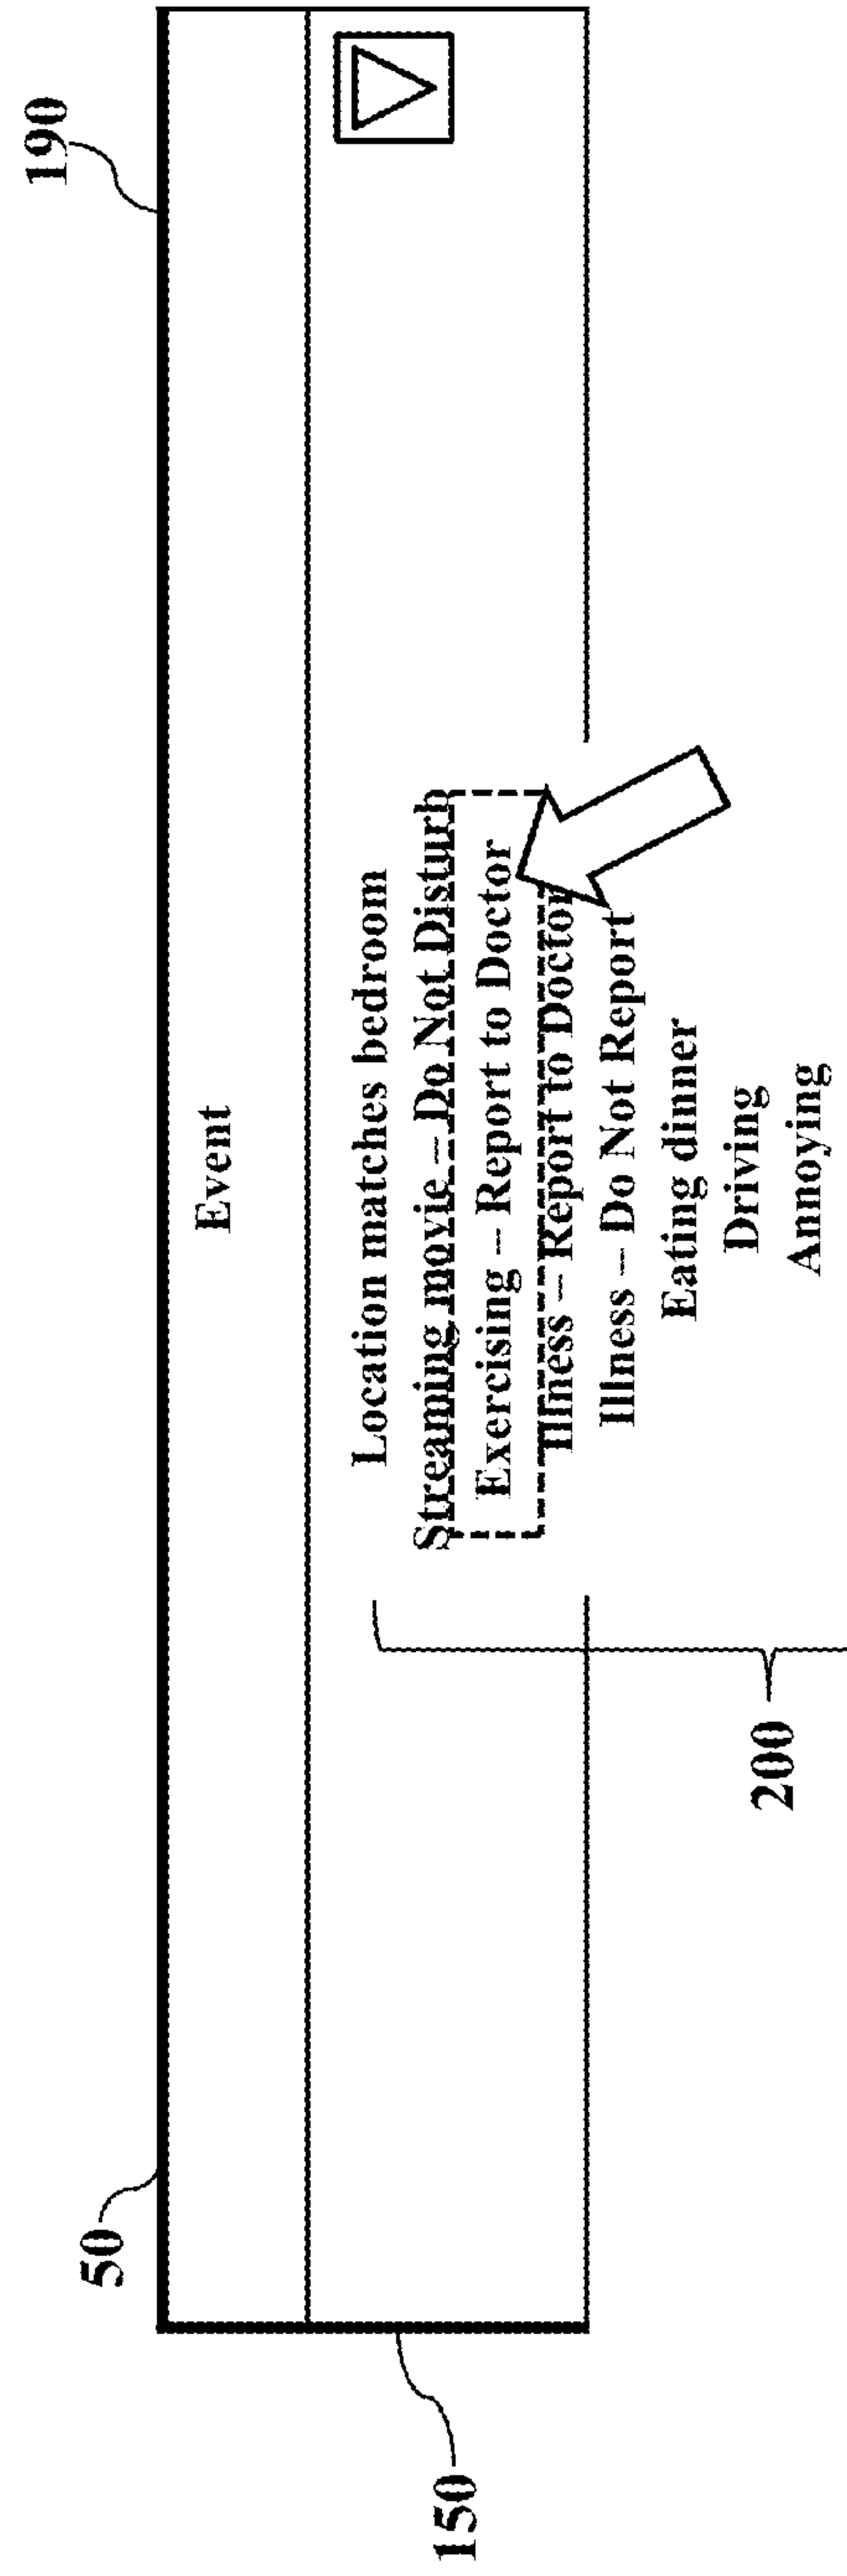 190
50
Event
150
Location matches bedroom
Streaming movie – Do Not Disturb
Exercising – Report to Doctor
Illness – Report to Doctor
Illness – Do Not Report
Eating dinner
Driving
Annoying
200